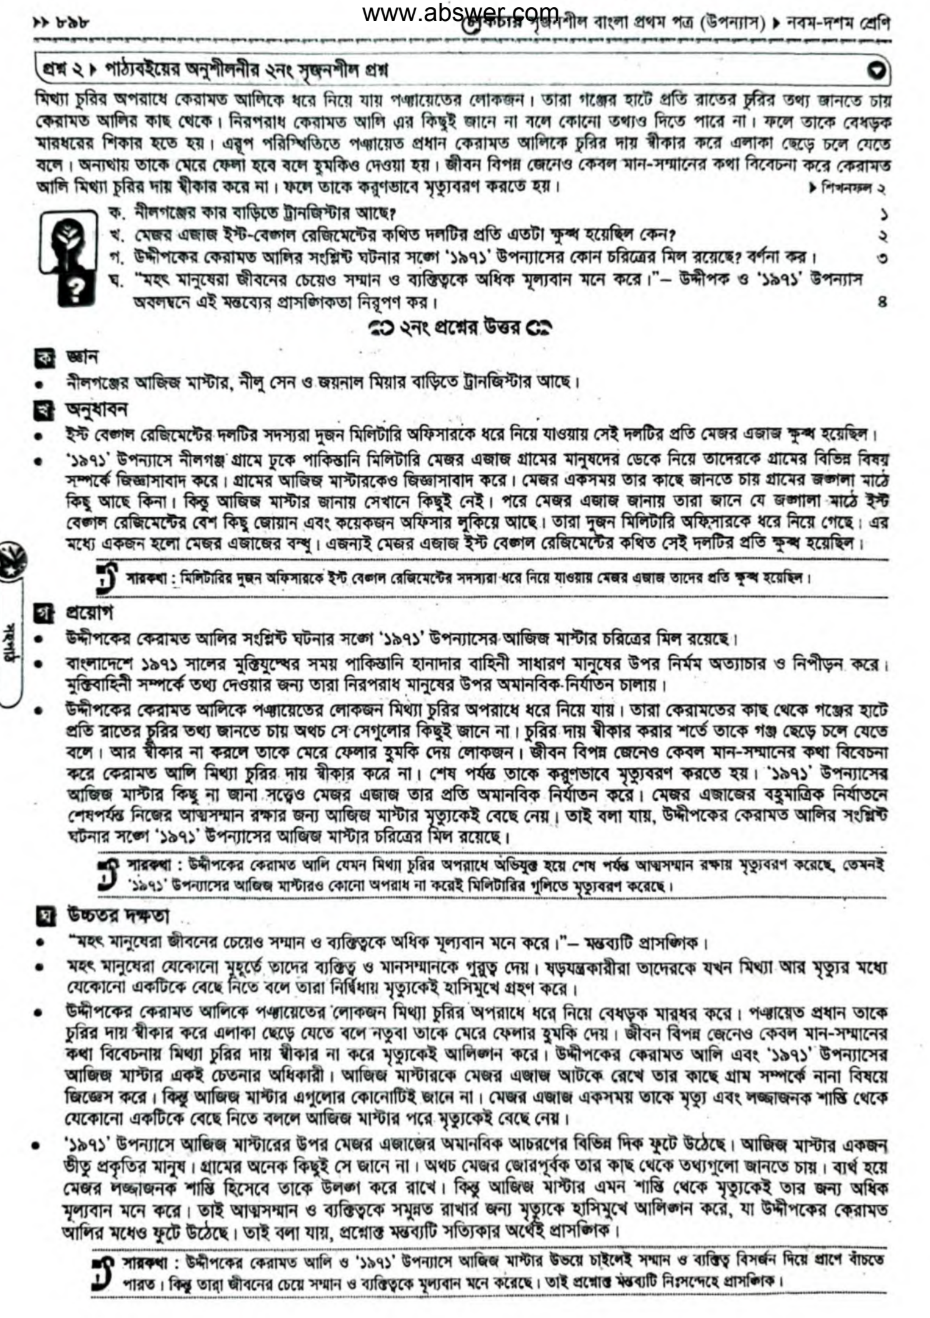 www.abswer.com
>> ৮৯৮ লেকচার সৃজনশীল বাংলা প্রথম পত্র (উপন্যাস) ▶ নবম-দশম শ্রেণি
প্রশ্ন ২ ▶ পাঠ্যবইয়ের অনুশীলনীর ২নং সৃজনশীল প্রশ্ন
মিথ্যা চুরির অপরাধে কেরামত আলিকে ধরে নিয়ে যায় পঞ্চায়েতের লোকজন। তারা গঞ্জের হাটে প্রতি রাতের চুরির তথ্য জানতে চায়
কেরামত আলির কাছ থেকে। নিরপরাধ কেরামত আলি এর কিছুই জানে না বলে কোনো তথ্যও দিতে পারে না। ফলে তাকে বেধড়ক
মারধরের শিকার হতে হয়। এরূপ পরিস্থিতিতে পঞ্চায়েত প্রধান কেরামত আলিকে চুরির দায় স্বীকার করে এলাকা ছেড়ে চলে যেতে
বলে। অন্যথায় তাকে মেরে ফেলা হবে বলে হুমকিও দেওয়া হয়। জীবন বিপন্ন জেনেও কেবল মান-সম্মানের কথা বিবেচনা করে কেরামত
আলি মিথ্যা চুরির দায় স্বীকার করে না। ফলে তাকে করুণভাবে মৃত্যুবরণ করতে হয়। ▶ শিখনফল ২
ক. নীলগঞ্জের কার বাড়িতে ট্রানজিস্টার আছে? ১
খ. মেজর এজাজ ইস্ট-বেঙ্গল রেজিমেন্টের কথিত দলটির প্রতি এতটা ক্ষুব্ধ হয়েছিল কেন? ২
গ. উদ্দীপকের কেরামত আলির সংশ্লিষ্ট ঘটনার সঙ্গে ‘১৯৭১’ উপন্যাসের কোন চরিত্রের মিল রয়েছে? বর্ণনা কর। ৩
ঘ. “মহৎ মানুষেরা জীবনের চেয়েও সম্মান ও ব্যক্তিত্বকে অধিক মূল্যবান মনে করে।”– উদ্দীপক ও ‘১৯৭১’ উপন্যাস
অবলম্বনে এই মন্তব্যের প্রাসঙ্গিকতা নিরূপণ কর। ৪
২নং প্রশ্নের উত্তর
ক জ্ঞান
• নীলগঞ্জের আজিজ মাস্টার, নীলু সেন ও জয়নাল মিয়ার বাড়িতে ট্রানজিস্টার আছে।
খ অনুধাবন
• ইস্ট বেঙ্গল রেজিমেন্টের দলটির সদস্যরা দুজন মিলিটারি অফিসারকে ধরে নিয়ে যাওয়ায় সেই দলটির প্রতি মেজর এজাজ ক্ষুব্ধ হয়েছিল।
• ‘১৯৭১’ উপন্যাসে নীলগঞ্জ গ্রামে ঢুকে পাকিস্তানি মিলিটারি মেজর এজাজ গ্রামের মানুষদের ডেকে নিয়ে তাদেরকে গ্রামের বিভিন্ন বিষয়
সম্পর্কে জিজ্ঞাসাবাদ করে। গ্রামের আজিজ মাস্টারকেও জিজ্ঞাসাবাদ করে। মেজর একসময় তার কাছে জানতে চায় গ্রামের জঙ্গলা মাঠে
কিছু আছে কিনা। কিন্তু আজিজ মাস্টার জানায় সেখানে কিছুই নেই। পরে মেজর এজাজ জানায় তারা জানে যে জঙ্গলা মাঠে ইস্ট
বেঙ্গল রেজিমেন্টের বেশ কিছু জোয়ান এবং কয়েকজন অফিসার লুকিয়ে আছে। তারা দুজন মিলিটারি অফিসারকে ধরে নিয়ে গেছে। এর
মধ্যে একজন হলো মেজর এজাজের বন্ধু। এজন্যই মেজর এজাজ ইস্ট বেঙ্গল রেজিমেন্টের কথিত সেই দলটির প্রতি ক্ষুব্ধ হয়েছিল।
সারকথা : মিলিটারির দুজন অফিসারকে ইস্ট বেঙ্গল রেজিমেন্টের সদস্যরা ধরে নিয়ে যাওয়ায় মেজর এজাজ তাদের প্রতি ক্ষুব্ধ হয়েছিল।
গ প্রয়োগ
• উদ্দীপকের কেরামত আলির সংশ্লিষ্ট ঘটনার সঙ্গে ‘১৯৭১’ উপন্যাসের আজিজ মাস্টার চরিত্রের মিল রয়েছে।
• বাংলাদেশে ১৯৭১ সালের মুক্তিযুদ্ধের সময় পাকিস্তানি হানাদার বাহিনী সাধারণ মানুষের উপর নির্মম অত্যাচার ও নিপীড়ন করে।
মুক্তিবাহিনী সম্পর্কে তথ্য দেওয়ার জন্য তারা নিরপরাধ মানুষের উপর অমানবিক নির্যাতন চালায়।
• উদ্দীপকের কেরামত আলিকে পঞ্চায়েতের লোকজন মিথ্যা চুরির অপরাধে ধরে নিয়ে যায়। তারা কেরামতের কাছ থেকে গঞ্জের হাটে
প্রতি রাতের চুরির তথ্য জানতে চায় অথচ সে সেগুলোর কিছুই জানে না। চুরির দায় স্বীকার করার শর্তে তাকে গঞ্জ ছেড়ে চলে যেতে
বলে। আর স্বীকার না করলে তাকে মেরে ফেলার হুমকি দেয় লোকজন। জীবন বিপন্ন জেনেও কেবল মান-সম্মানের কথা বিবেচনা
করে কেরামত আলি মিথ্যা চুরির দায় স্বীকার করে না। শেষ পর্যন্ত তাকে করুণভাবে মৃত্যুবরণ করতে হয়। ‘১৯৭১’ উপন্যাসের
আজিজ মাস্টার কিছু না জানা সত্ত্বেও মেজর এজাজ তার প্রতি অমানবিক নির্যাতন করে। মেজর এজাজের বহুমাত্রিক নির্যাতনে
শেষপর্যন্ত নিজের আত্মসম্মান রক্ষার জন্য আজিজ মাস্টার মৃত্যুকেই বেছে নেয়। তাই বলা যায়, উদ্দীপকের কেরামত আলির সংশ্লিষ্ট
ঘটনার সঙ্গে ‘১৯৭১’ উপন্যাসের আজিজ মাস্টার চরিত্রের মিল রয়েছে।
সারকথা : উদ্দীপকের কেরামত আলি যেমন মিথ্যা চুরির অপরাধে অভিযুক্ত হয়ে শেষ পর্যন্ত আত্মসম্মান রক্ষায় মৃত্যুবরণ করেছে, তেমনই
‘১৯৭১’ উপন্যাসের আজিজ মাস্টারও কোনো অপরাধ না করেই মিলিটারির গুলিতে মৃত্যুবরণ করেছে।
ঘ উচ্চতর দক্ষতা
• “মহৎ মানুষেরা জীবনের চেয়েও সম্মান ও ব্যক্তিত্বকে অধিক মূল্যবান মনে করে।”– মন্তব্যটি প্রাসঙ্গিক।
• মহৎ মানুষেরা যেকোনো মুহূর্তে তাদের ব্যক্তিত্ব ও মানসম্মানকে গুরুত্ব দেয়। ষড়যন্ত্রকারীরা তাদেরকে যখন মিথ্যা আর মৃত্যুর মধ্যে
যেকোনো একটিকে বেছে নিতে বলে তারা নির্দ্বিধায় মৃত্যুকেই হাসিমুখে গ্রহণ করে।
• উদ্দীপকের কেরামত আলিকে পঞ্চায়েতের লোকজন মিথ্যা চুরির অপরাধে ধরে নিয়ে বেধড়ক মারধর করে। পঞ্চায়েত প্রধান তাকে
চুরির দায় স্বীকার করে এলাকা ছেড়ে যেতে বলে নতুবা তাকে মেরে ফেলার হুমকি দেয়। জীবন বিপন্ন জেনেও কেবল মান-সম্মানের
কথা বিবেচনায় মিথ্যা চুরির দায় স্বীকার না করে মৃত্যুকেই আলিঙ্গন করে। উদ্দীপকের কেরামত আলি এবং ‘১৯৭১’ উপন্যাসের
আজিজ মাস্টার একই চেতনার অধিকারী। আজিজ মাস্টারকে মেজর এজাজ আটকে রেখে তার কাছে গ্রাম সম্পর্কে নানা বিষয়ে
জিজ্ঞেস করে। কিন্তু আজিজ মাস্টার এগুলোর কোনোটিই জানে না। মেজর এজাজ একসময় তাকে মৃত্যু এবং লজ্জাজনক শাস্তি থেকে
যেকোনো একটিকে বেছে নিতে বললে আজিজ মাস্টার পরে মৃত্যুকেই বেছে নেয়।
• ‘১৯৭১’ উপন্যাসে আজিজ মাস্টারের উপর মেজর এজাজের অমানবিক আচরণের বিভিন্ন দিক ফুটে উঠেছে। আজিজ মাস্টার একজন
ভীতু প্রকৃতির মানুষ। গ্রামের অনেক কিছুই সে জানে না। অথচ মেজর জোরপূর্বক তার কাছ থেকে তথ্যগুলো জানতে চায়। ব্যর্থ হয়ে
মেজর লজ্জাজনক শাস্তি হিসেবে তাকে উলঙ্গ করে রাখে। কিন্তু আজিজ মাস্টার এমন শাস্তি থেকে মৃত্যুকেই তার জন্য অধিক
মূল্যবান মনে করে। তাই আত্মসম্মান ও ব্যক্তিত্বকে সমুন্নত রাখার জন্য মৃত্যুকে হাসিমুখে আলিঙ্গন করে, যা উদ্দীপকের কেরামত
আলির মধ্যেও ফুটে উঠেছে। তাই বলা যায়, প্রশ্নোক্ত মন্তব্যটি সত্যিকার অর্থেই প্রাসঙ্গিক।
সারকথা : উদ্দীপকের কেরামত আলি ও ‘১৯৭১’ উপন্যাসে আজিজ মাস্টার উভয়ে চাইলেই সম্মান ও ব্যক্তিত্ব বিসর্জন দিয়ে প্রাণে বাঁচতে
পারত। কিন্তু তারা জীবনের চেয়ে সম্মান ও ব্যক্তিত্বকে মূল্যবান মনে করেছে। তাই প্রশ্নোক্ত মন্তব্যটি নিঃসন্দেহে প্রাসঙ্গিক।